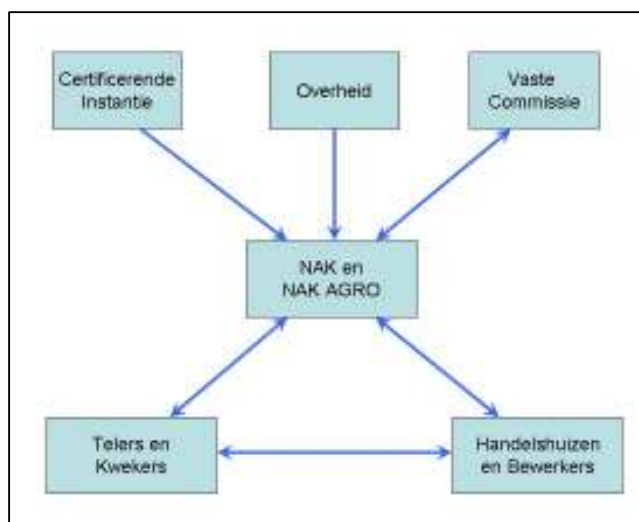 Certificerende
Instantie
Overheid
Vaste
Commissie
NAK en
NAK AGRO
Telers en
Kwekers
Handelshuizen
en Bewerkers